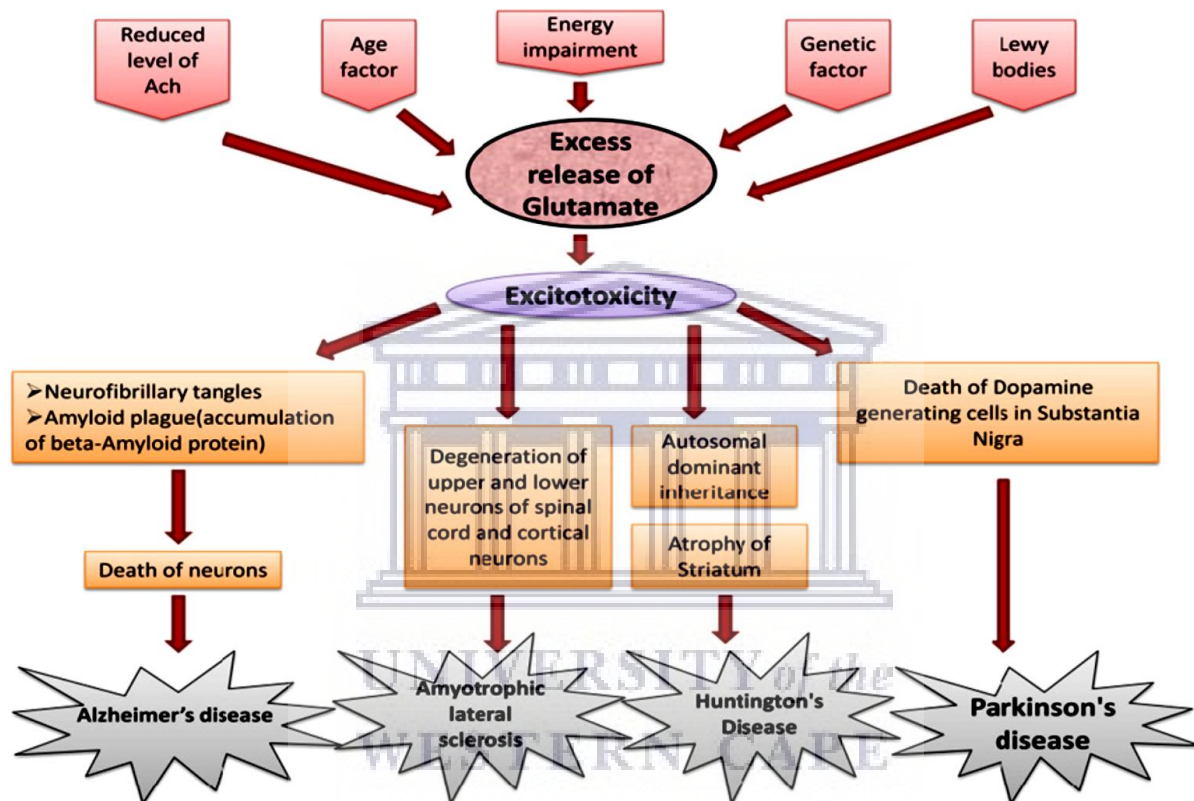 Reduced
level of
Ach
Age
factor
Energy
impairment
Genetic
factor
Lewy
bodies
Excess
release of
Glutamate
Excitotoxicity
➢Neurofibrillary tangles
➢Amyloid plague(accumulation
of beta-Amyloid protein)
Degeneration of
upper and lower
neurons of spinal
cord and cortical
neurons
Autosomal
dominant
inheritance
Atrophy of
Striatum
Death of Dopamine
generating cells in Substantia
Nigra
Death of neurons
Alzheimer's disease
Amyotrophic
lateral
sclerosis
Huntington's
Disease
Parkinson's
disease
UNIVERSITY of the
WESTERN CAPE